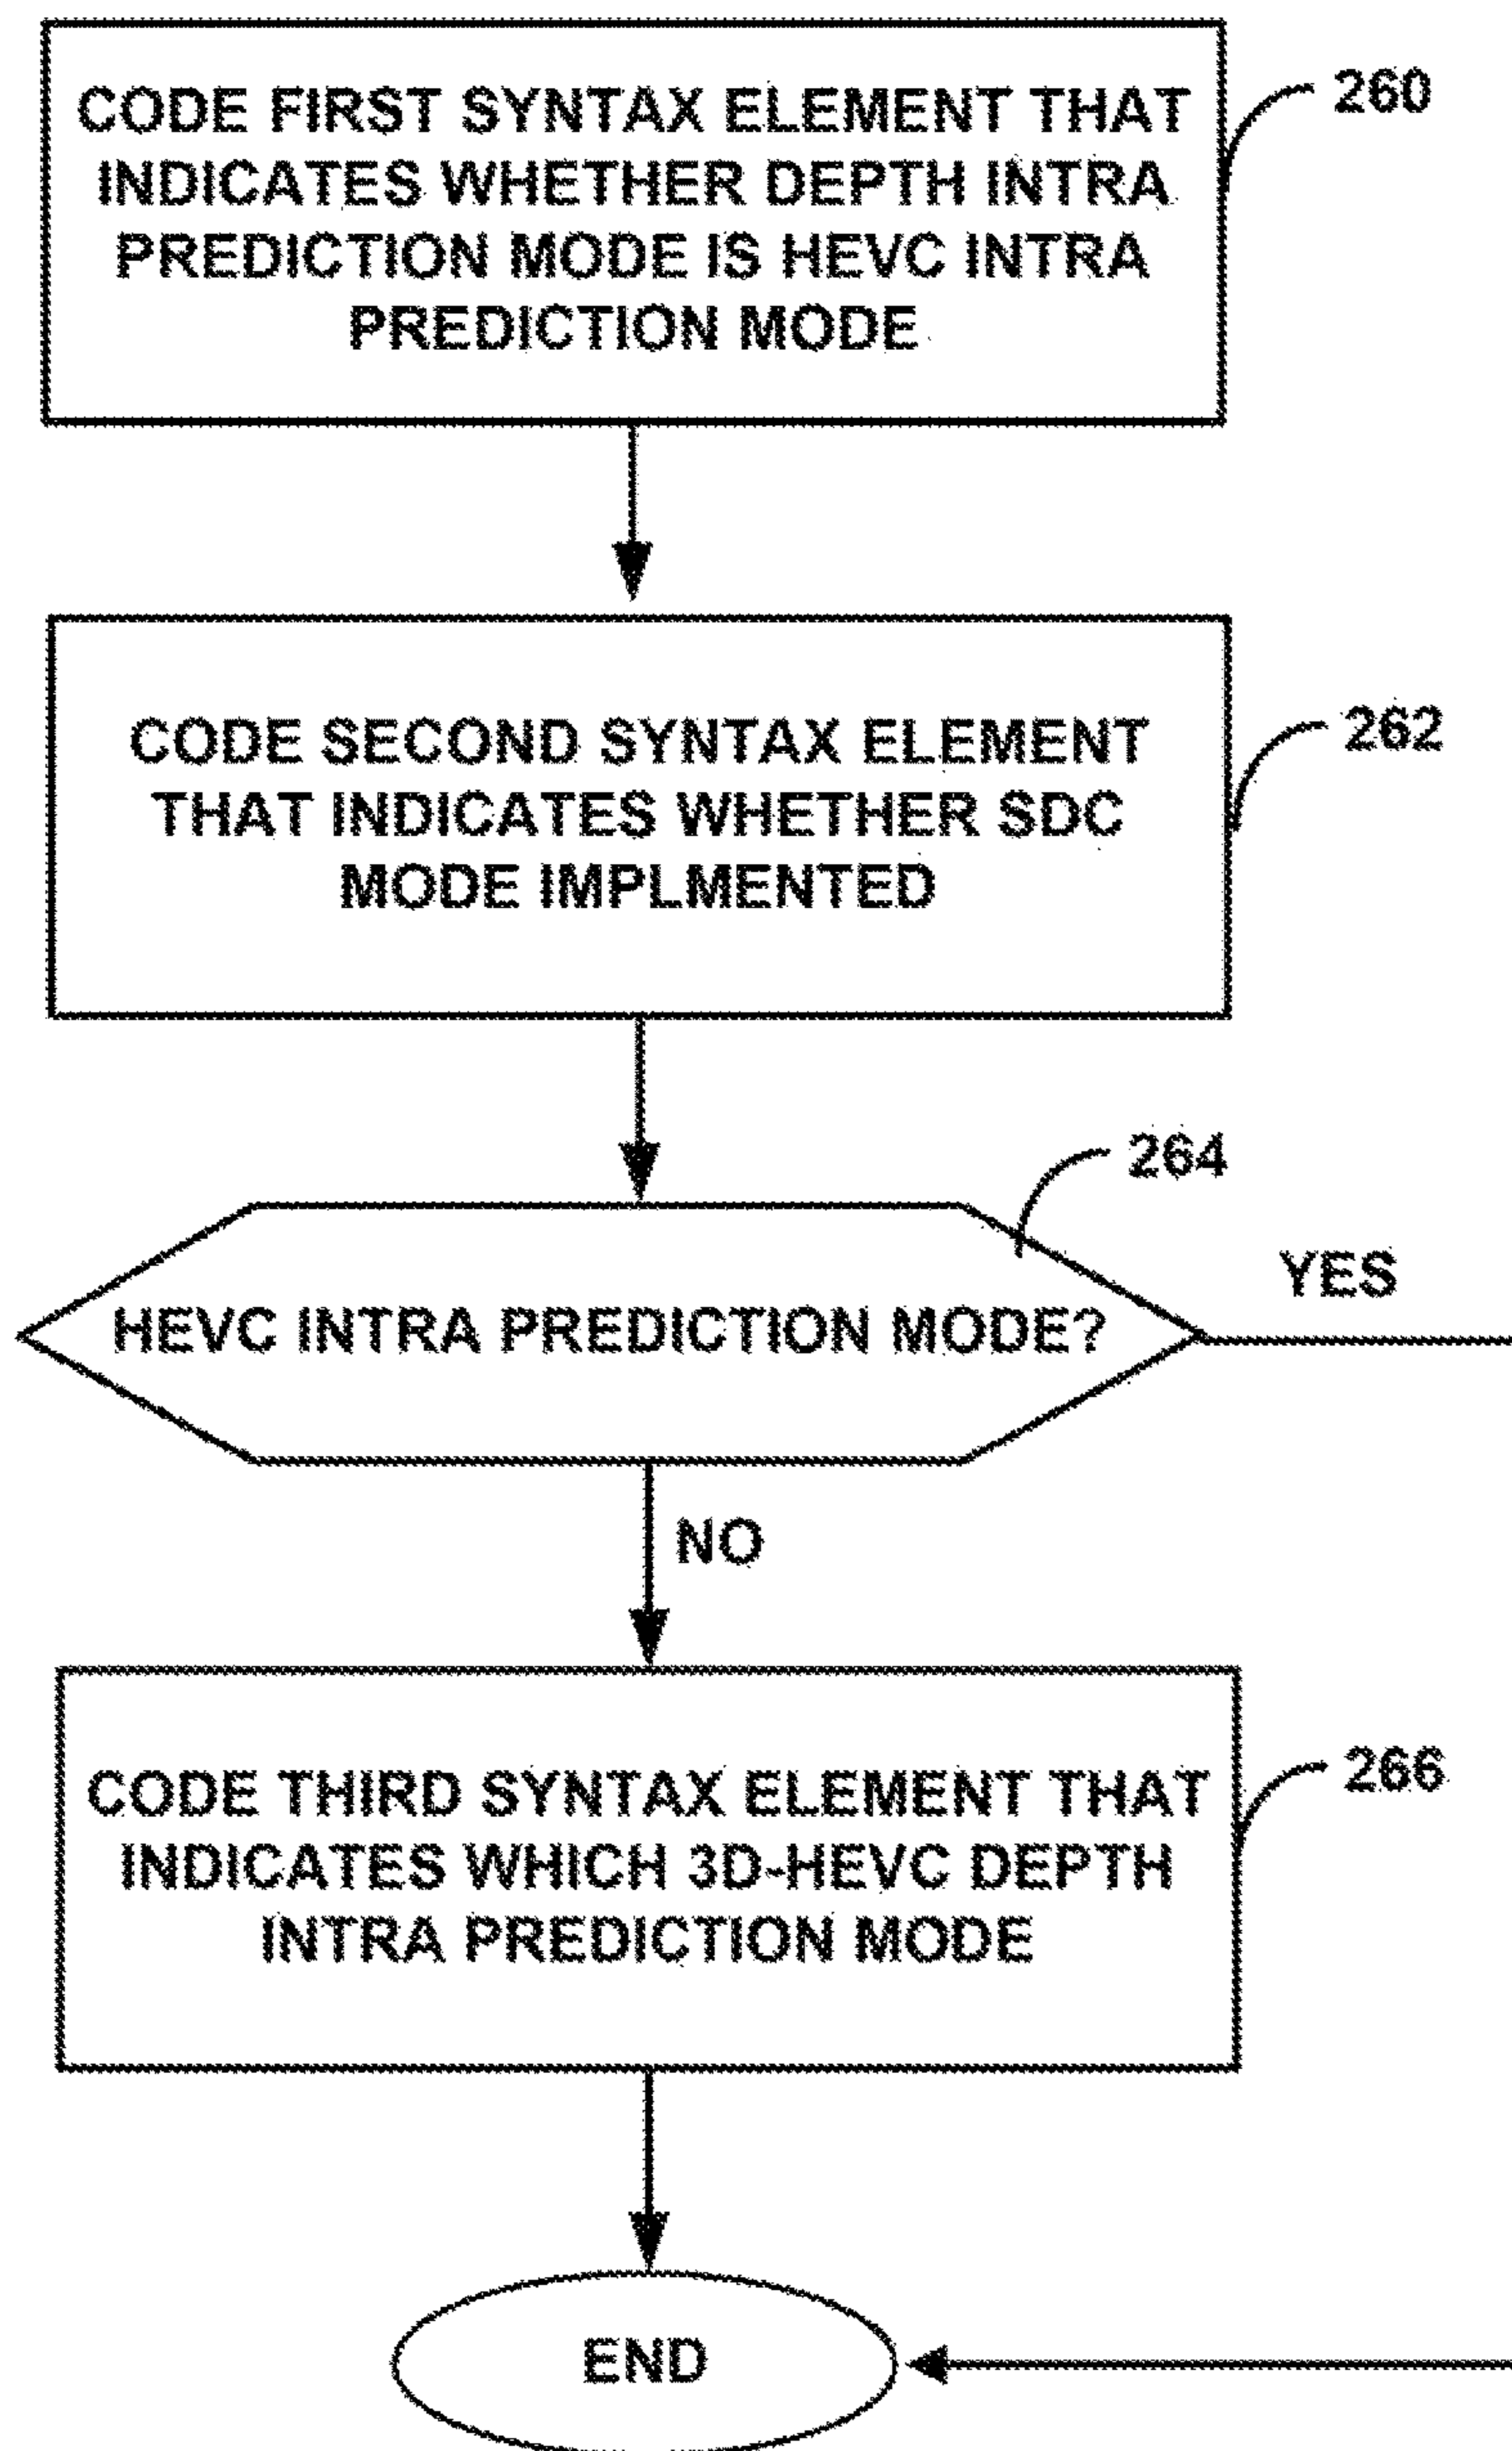 CODE FIRST SYNTAX ELEMENT THAT
INDICATES WHETHER DEPTH INTRA
PREDICTION MODE IS HEVC INTRA
PREDICTION MODE
260
CODE SECOND SYNTAX ELEMENT
THAT INDICATES WHETHER SDC
MODE IMPLMENTED
262
264
HEVC INTRA PREDICTION MODE?
YES
NO
CODE THIRD SYNTAX ELEMENT THAT
INDICATES WHICH 3D-HEVC DEPTH
INTRA PREDICTION MODE
266
END